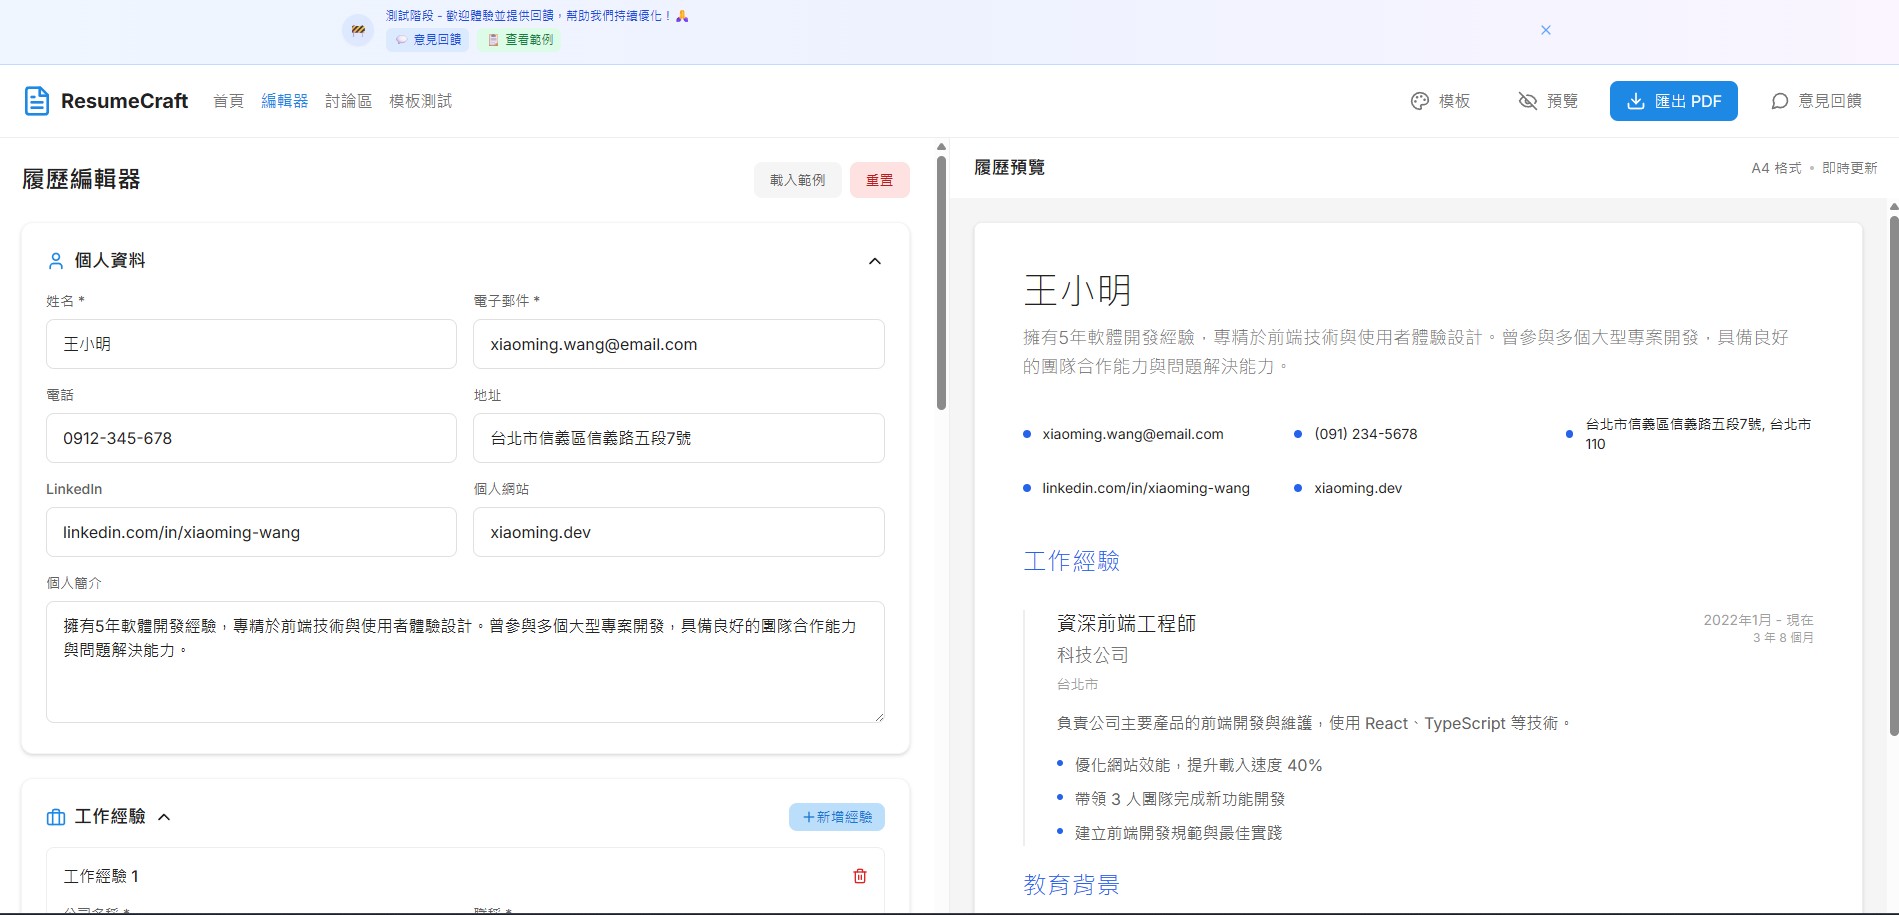 測試階段 - 歡迎體驗並提供回饋，幫助我們持續優化！🙏
🚧
💬 意見回饋
📋 查看範例
×
ResumeCraft
首頁
編輯器
討論區
模板測試
模板
預覽
匯出 PDF
意見回饋
履歷編輯器
載入範例
重置
個人資料
姓名 *
電子郵件 *
王小明
xiaoming.wang@email.com
電話
地址
0912-345-678
台北市信義區信義路五段7號
LinkedIn
個人網站
linkedin.com/in/xiaoming-wang
xiaoming.dev
個人簡介
擁有5年軟體開發經驗，專精於前端技術與使用者體驗設計。曾參與多個大型專案開發，具備良好的團隊合作能力
與問題解決能力。
工作經驗
+新增經驗
工作經驗 1
公司名稱 *
職稱 *
履歷預覽
A4 格式 • 即時更新
王小明
擁有5年軟體開發經驗，專精於前端技術與使用者體驗設計。曾參與多個大型專案開發，具備良好
的團隊合作能力與問題解決能力。
xiaoming.wang@email.com
(091) 234-5678
台北市信義區信義路五段7號, 台北市
110
linkedin.com/in/xiaoming-wang
xiaoming.dev
工作經驗
資深前端工程師
2022年1月 - 現在
3 年 8 個月
科技公司
台北市
負責公司主要產品的前端開發與維護，使用 React、TypeScript 等技術。
• 優化網站效能，提升載入速度 40%
• 帶領 3 人團隊完成新功能開發
• 建立前端開發規範與最佳實踐
教育背景